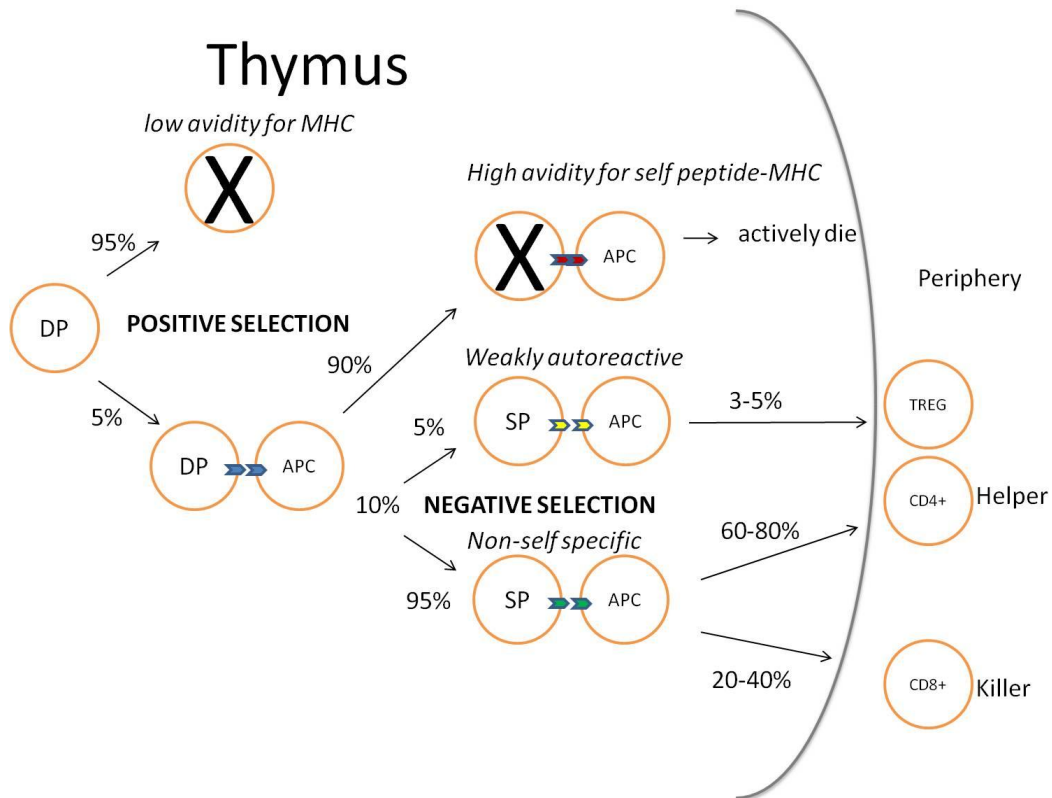 Thymus
low avidity for MHC
X
95%
DP
POSITIVE SELECTION
5%
DP
APC
90%
High avidity for self peptide-MHC
X
APC
actively die
Weakly autoreactive
5%
SP
APC
3-5%
10%
NEGATIVE SELECTION
Non-self specific
95%
SP
APC
60-80%
20-40%
Periphery
TREG
CD4+
Helper
CD8+
Killer